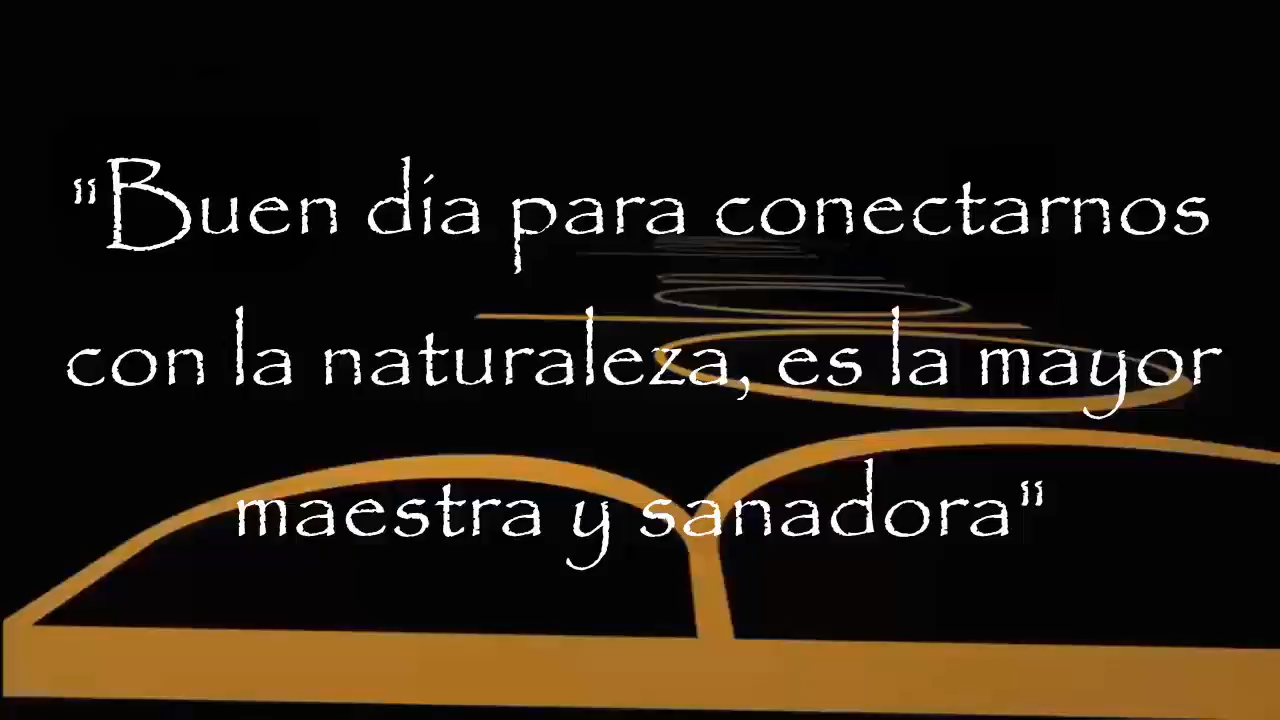 "Buen día para conectarnos
con la naturaleza, es la mayor
maestra y sanadora"